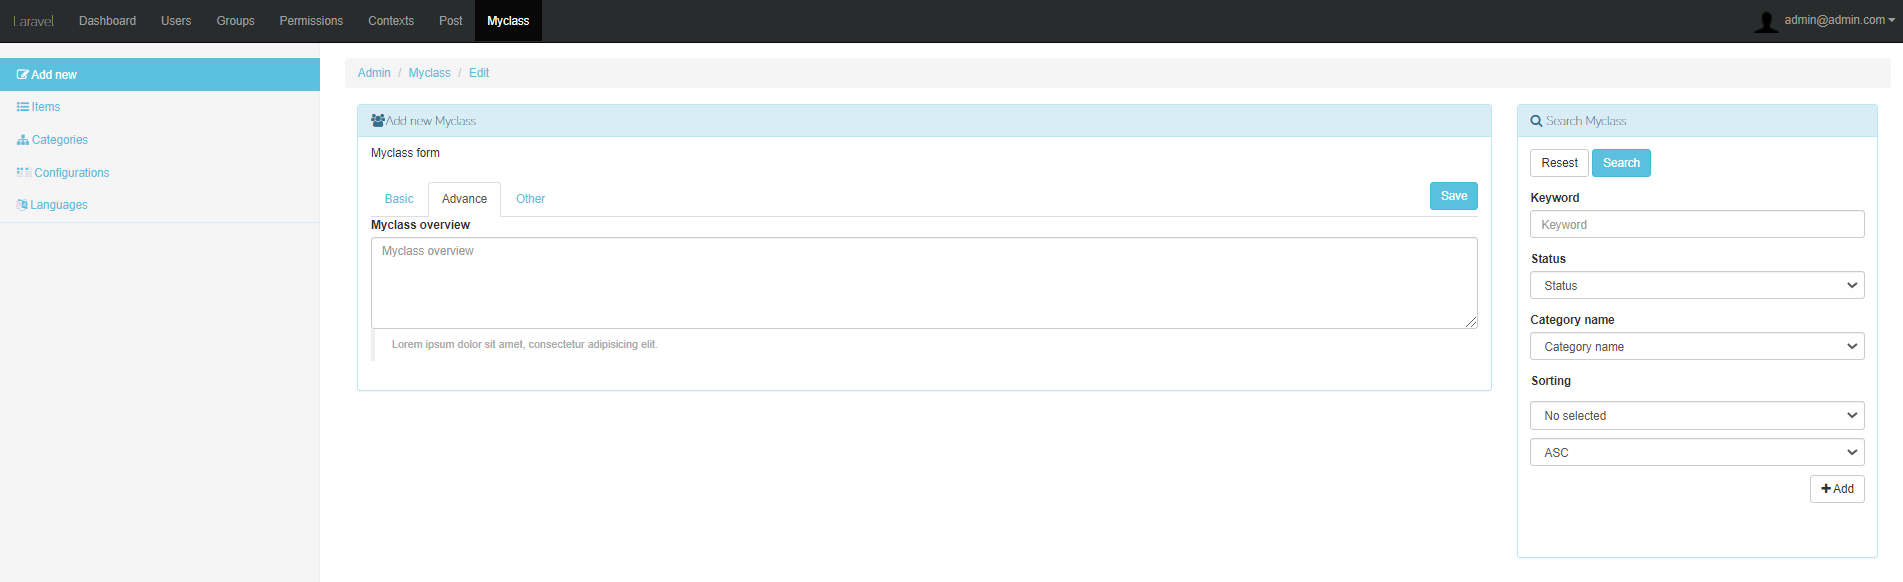 Laravel Dashboard Users Groups Permissions Contexts Post Myclass admin@admin.com
Add new
Items
Categories
Configurations
Languages
Admin / Myclass / Edit
Add new Myclass
Myclass form
Basic Advance Other Save
Myclass overview
Myclass overview
Lorem ipsum dolor sit amet, consectetur adipisicing elit.
Search Myclass
Resest Search
Keyword
Keyword
Status
Status
Category name
Category name
Sorting
No selected
ASC
Add